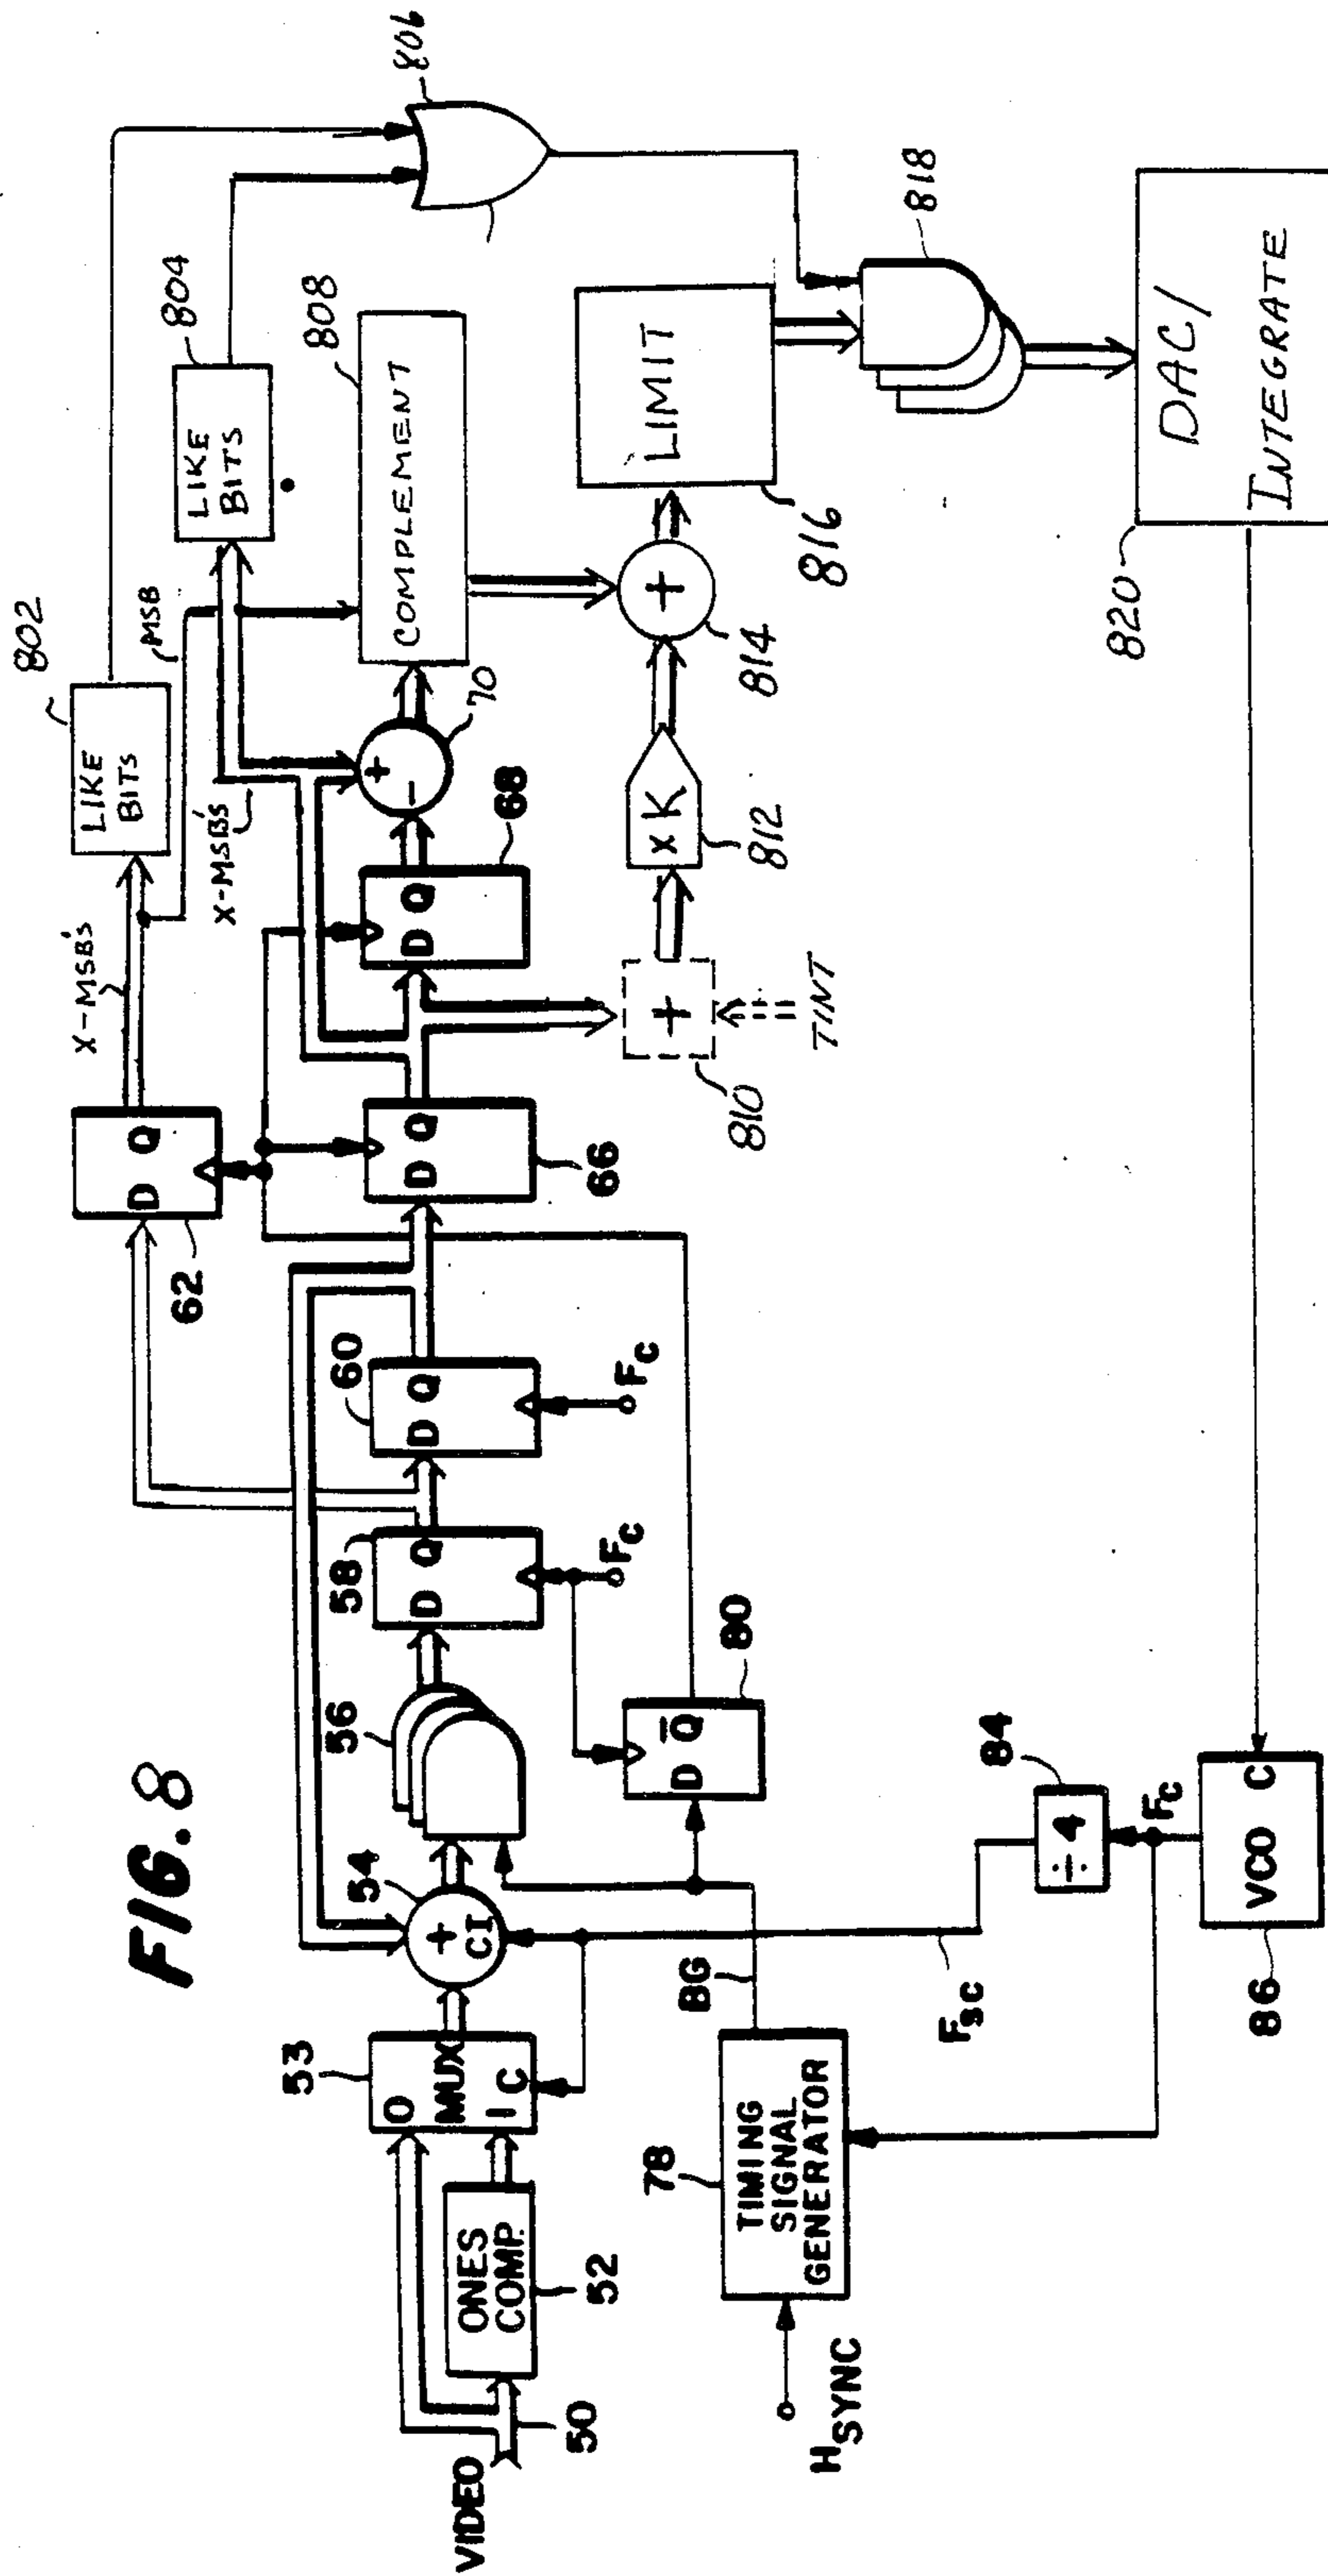 FIG. 8
VIDEO
50
ONES
COMP.
52
53
0
MUX
1 C
54
+
CI
56
58
D Q
FC
60
D Q
FC
62
D Q
X-MSB'S
802
LIKE
BITS
MSB
X-MSB'S
804
LIKE
BITS
806
66
D Q
68
D Q
+
-
70
808
COMPLEMENT
810
+
TINT
812
x K
814
+
816
LIMIT
818
820
DAC/
INTEGRATE
HSYNC
78
TIMING
SIGNAL
GENERATOR
BG
80
D Q̅
FSC
84
÷4
FC
86
VCO C